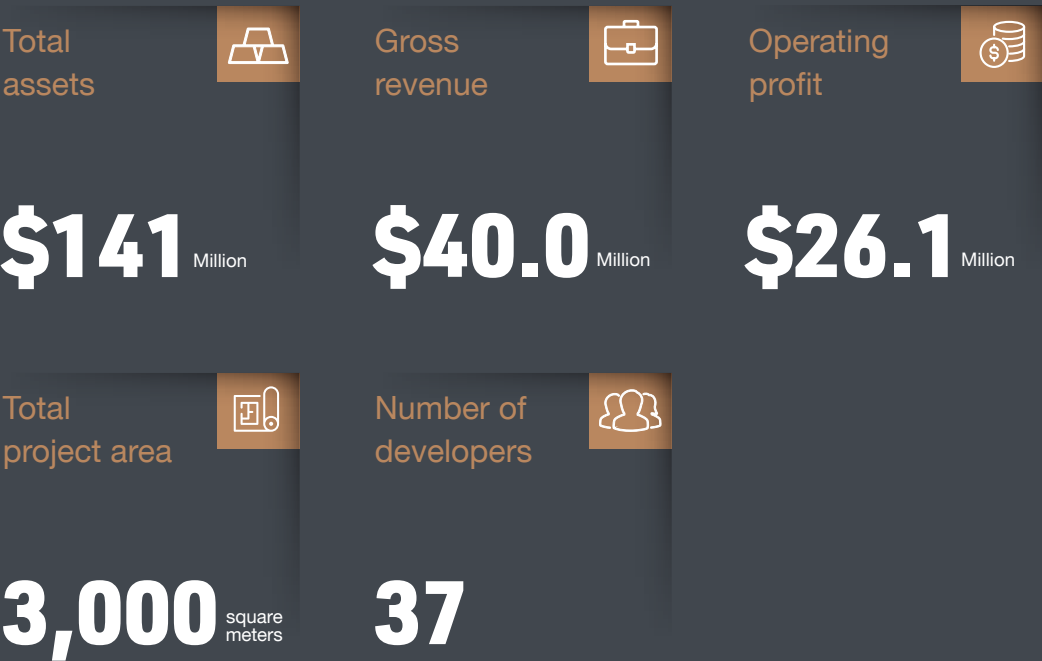 Total
assets
$141 Million
Gross
revenue
$40.0 Million
Operating
profit
$26.1 Million
Total
project area
3,000 square
meters
Number of
developers
37